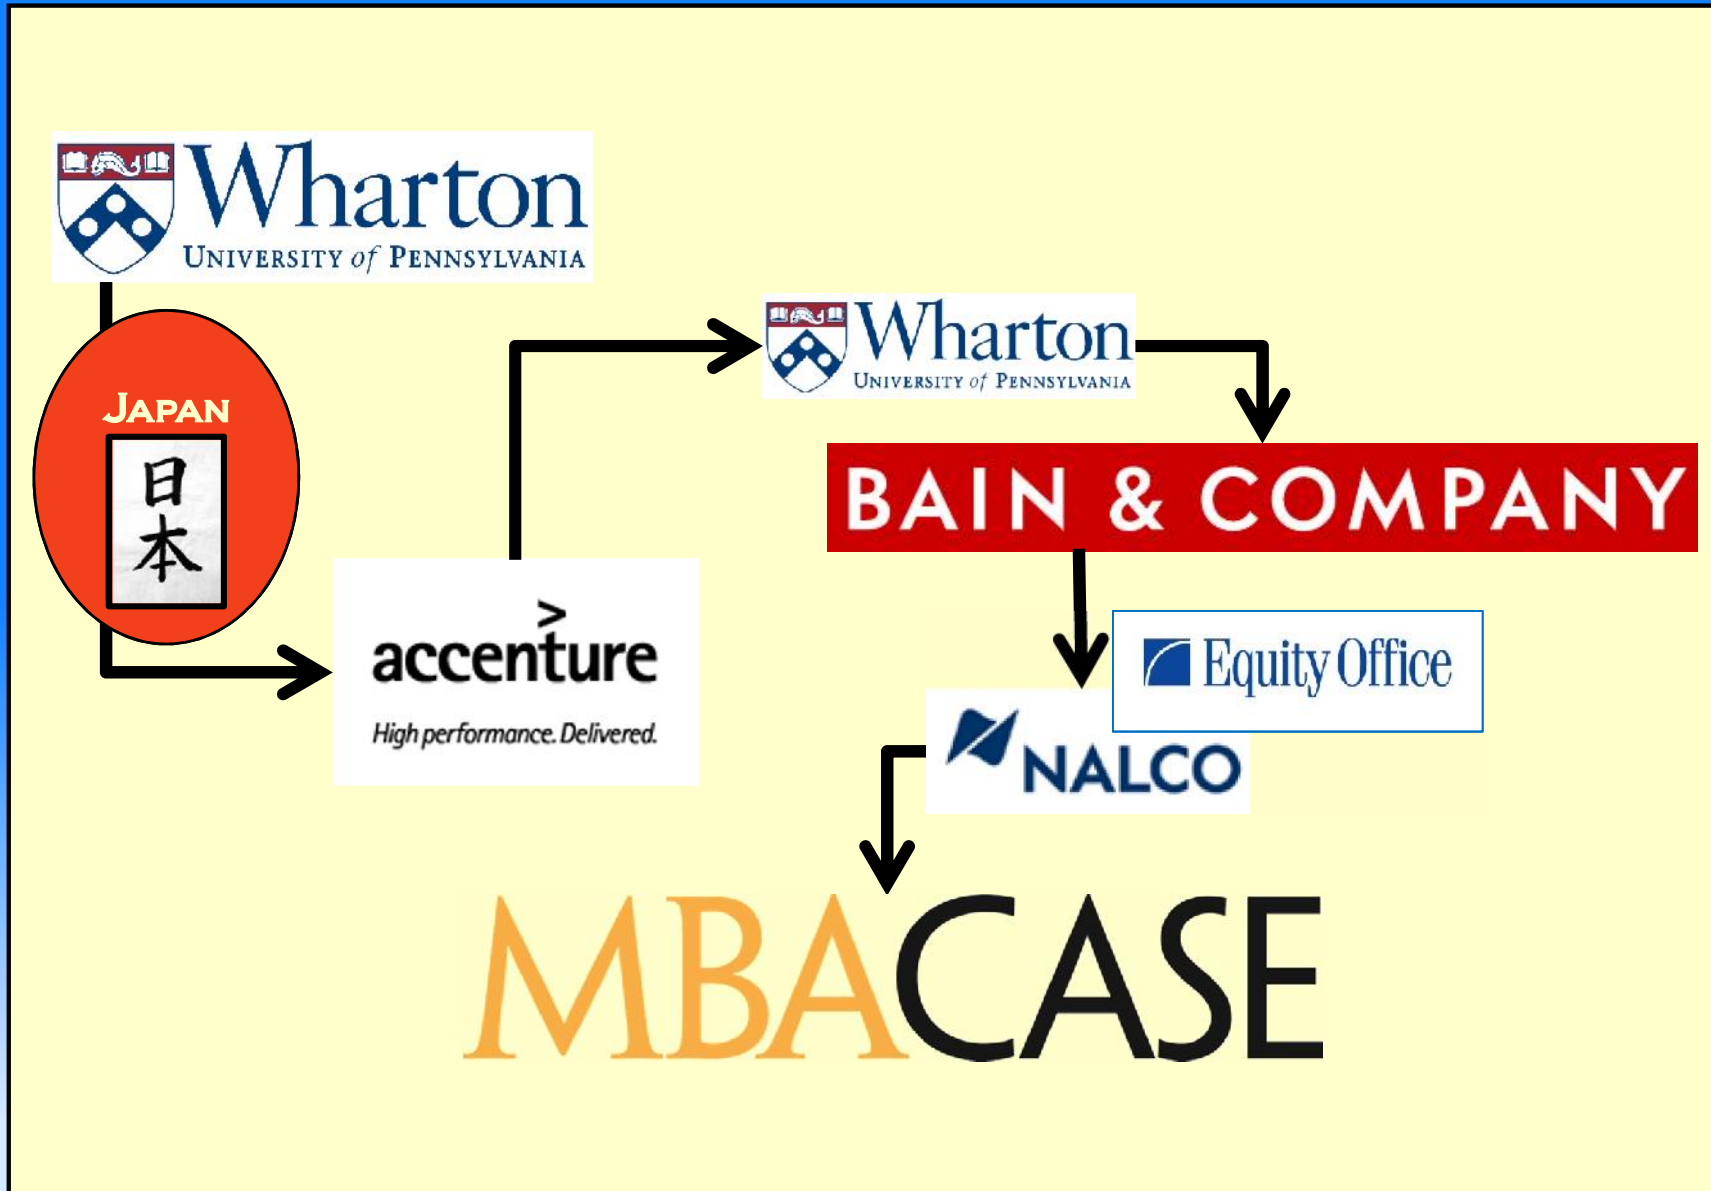 Wharton
UNIVERSITY of PENNSYLVANIA
JAPAN
日本
>
accenture
High performance. Delivered.
Wharton
UNIVERSITY of PENNSYLVANIA
BAIN & COMPANY
Equity Office
NALCO
MBACASE